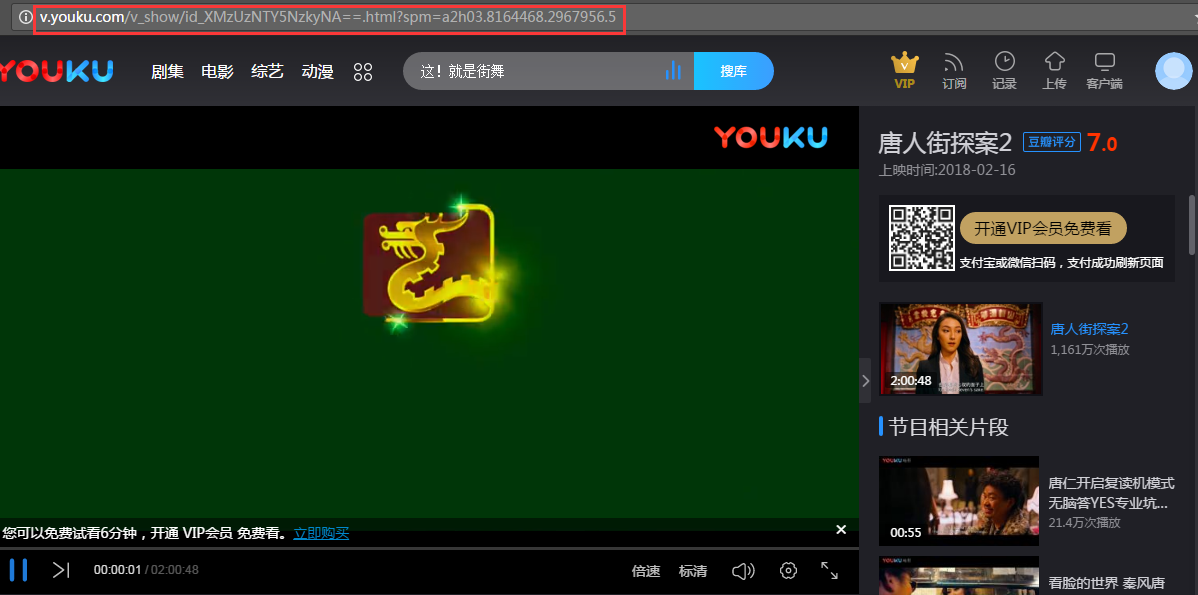 v.youku.com/v_show/id_XMzUzNTY5NzkyNA==.html?spm=a2h03.8164468.2967956.5
YOUKU
剧集 电影 综艺 动漫
这！就是街舞
搜库
VIP 订阅 记录 上传 客户端
YOUKU
唐人街探案2 豆瓣评分 7.0
上映时间:2018-02-16
开通VIP会员免费看
支付宝或微信扫码，支付成功刷新页面
唐人街探案2
1,161万次播放
2:00:48
节目相关片段
YOUKU
唐仁开启复读机模式
无脑答YES专业坑...
21.4万次播放
00:55
YOUKU
看脸的世界 秦风唐
您可以免费试看6分钟，开通 VIP会员 免费看。立即购买
00:00:01 / 02:00:48
倍速 标清